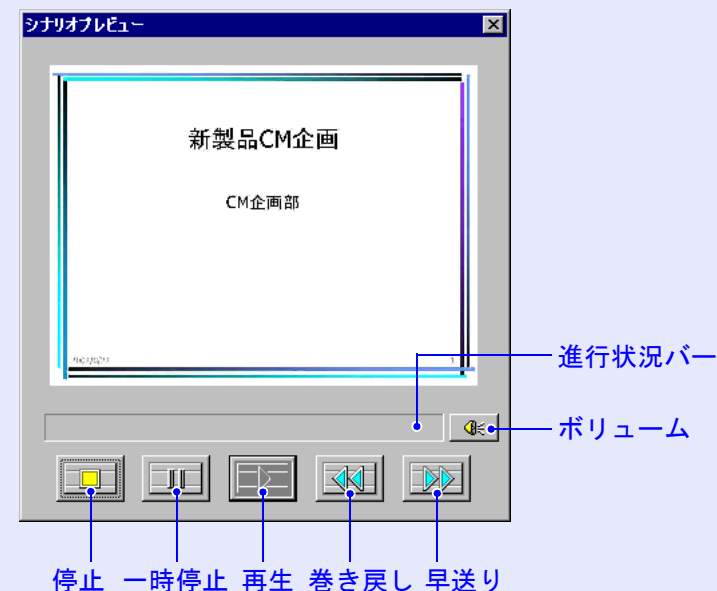 シナリオプレビュー
新製品CM企画
CM企画部
進行状況バー
ボリューム
停止 一時停止 再生 巻き戻し 早送り